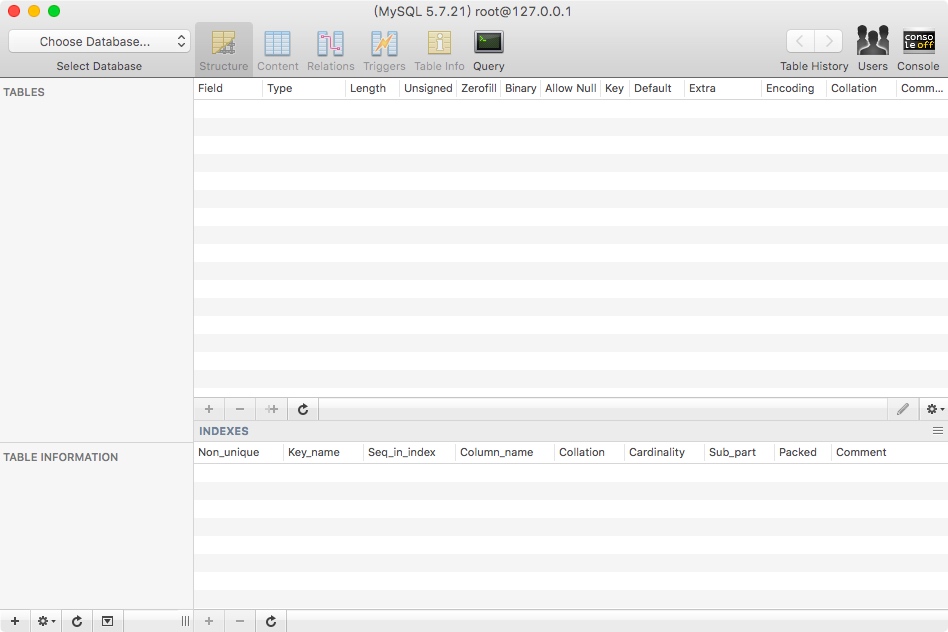 (MySQL 5.7.21) root@127.0.0.1
Choose Database...
Select Database
Structure Content Relations Triggers Table Info Query
Table History Users Console
conso
le off
TABLES
Field Type Length Unsigned Zerofill Binary Allow Null Key Default Extra Encoding Collation Comm...
INDEXES
Non_unique Key_name Seq_in_index Column_name Collation Cardinality Sub_part Packed Comment
TABLE INFORMATION